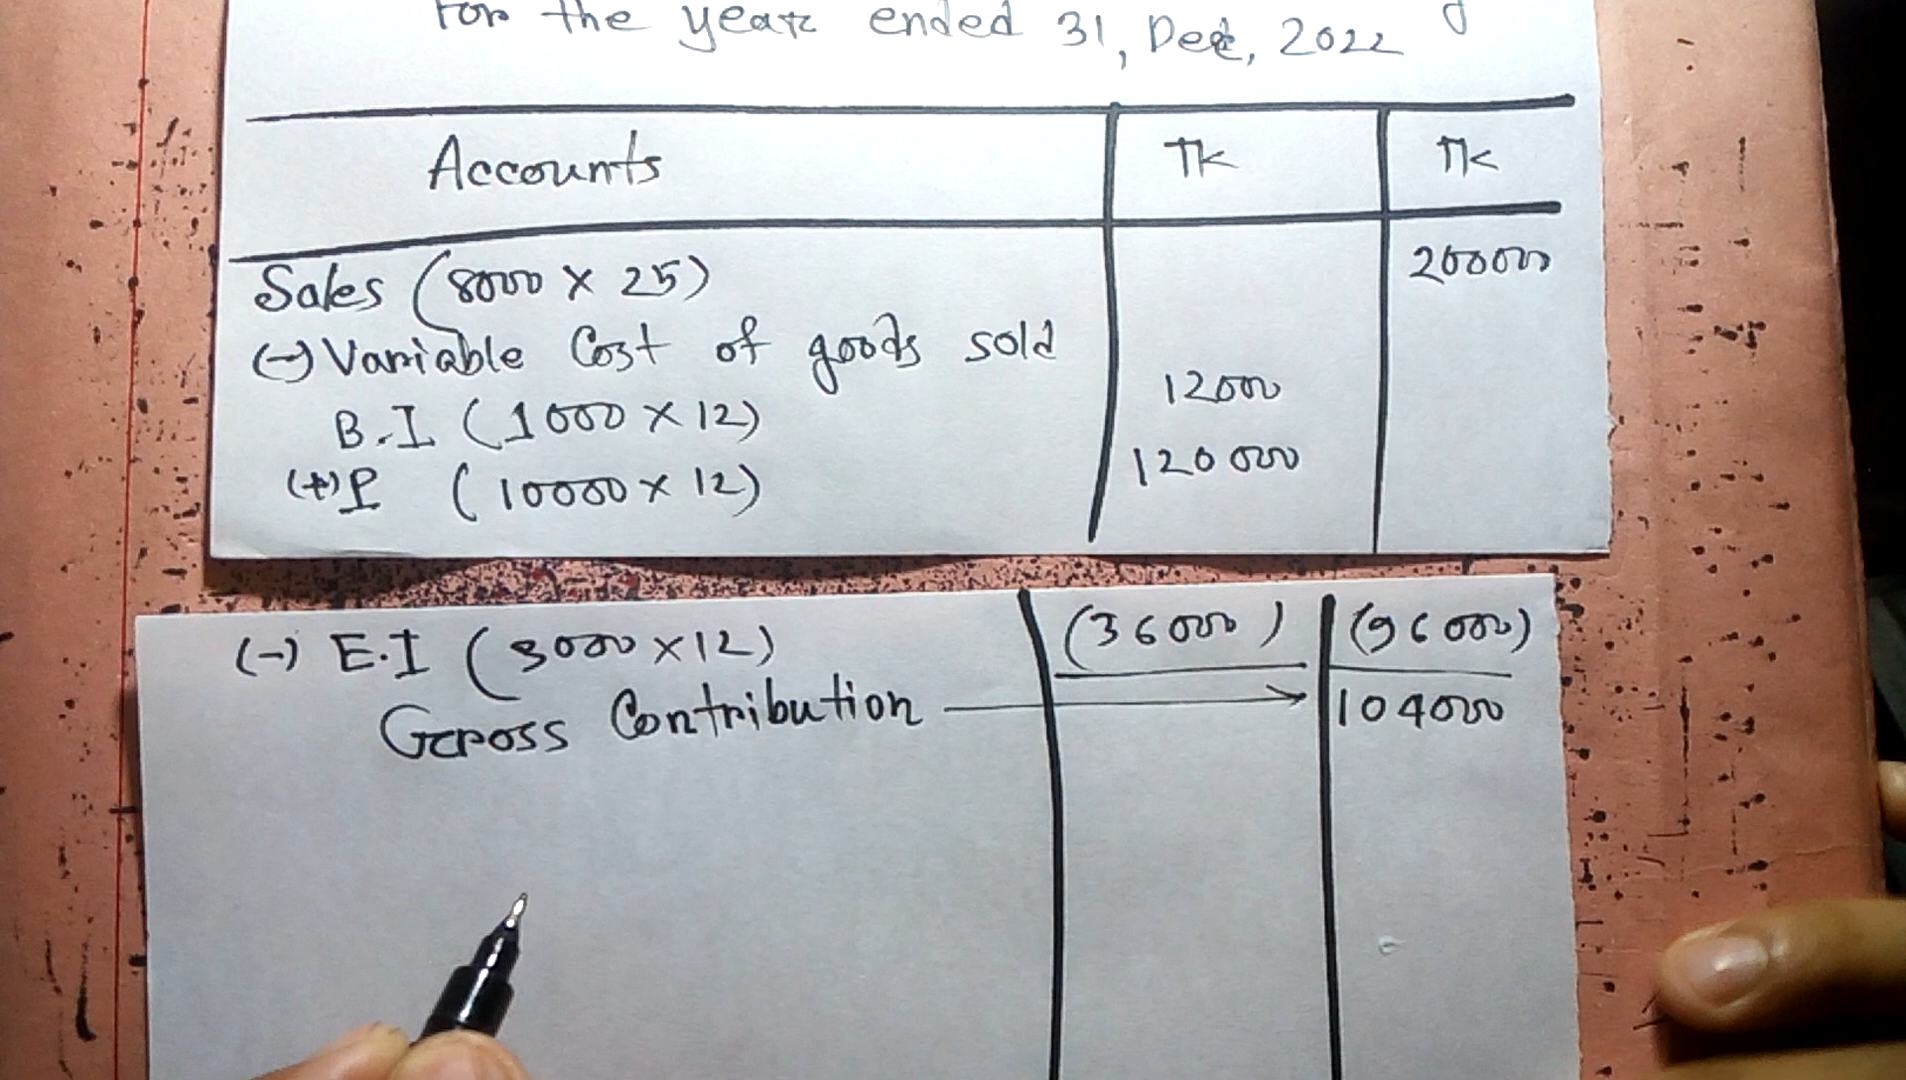 For the year ended 31, Dec, 2022
Accounts TK TK
Sales (8000 × 25) 200000
(-) Variable Cost of goods sold
B.I (1000 × 12) 12000
(+) P (10000 × 12) 120000
(-) E.I (3000 × 12) (36000) (96000)
Gross Contribution → 104000